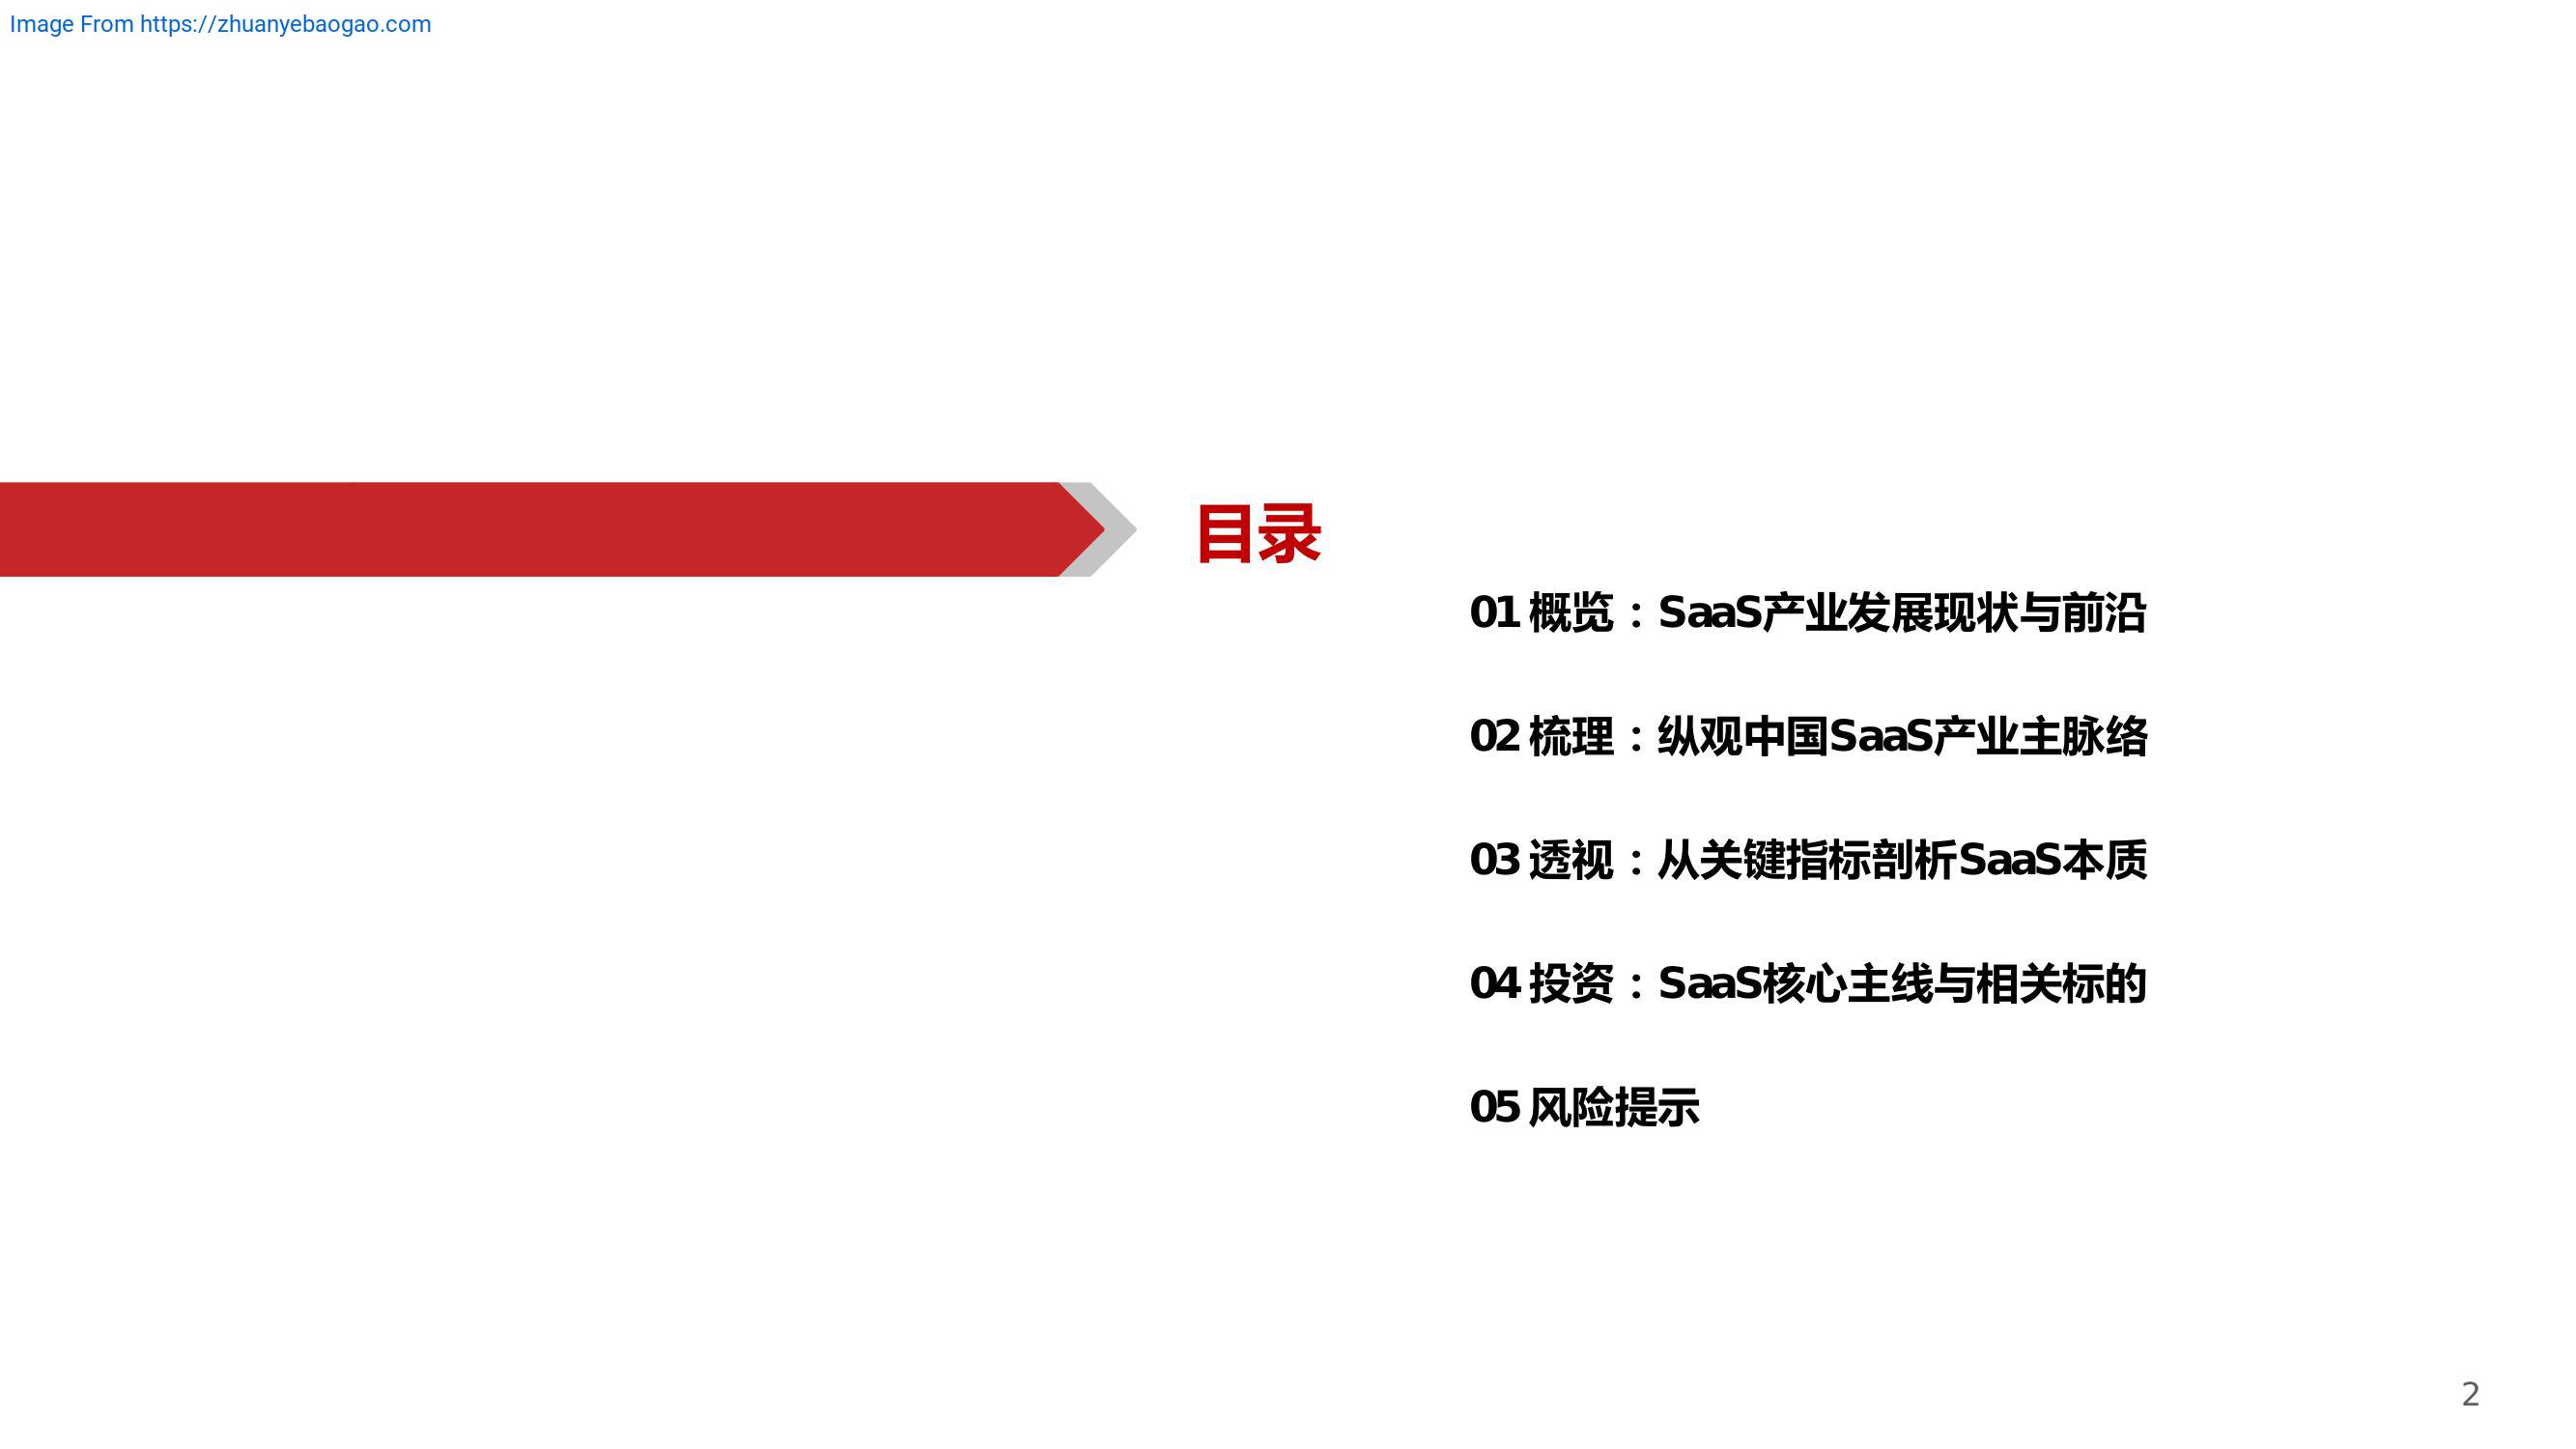 Image From https://zhuanyebaogao.com
目录
01 概览：SaaS产业发展现状与前沿
02 梳理：纵观中国SaaS产业主脉络
03 透视：从关键指标剖析SaaS本质
04 投资：SaaS核心主线与相关标的
05 风险提示
2